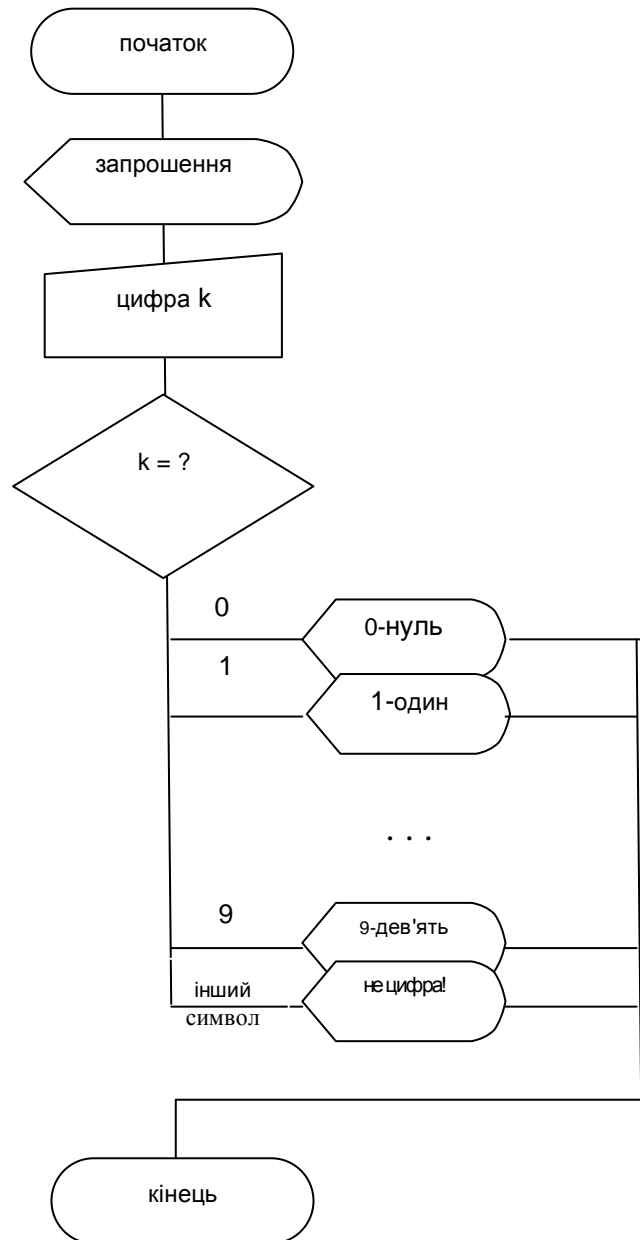 початок
запрошення
цифра k
k = ?
0
0-нуль
1
1-один
. . .
9
9-дев'ять
інший
символ
не цифра!
кінець